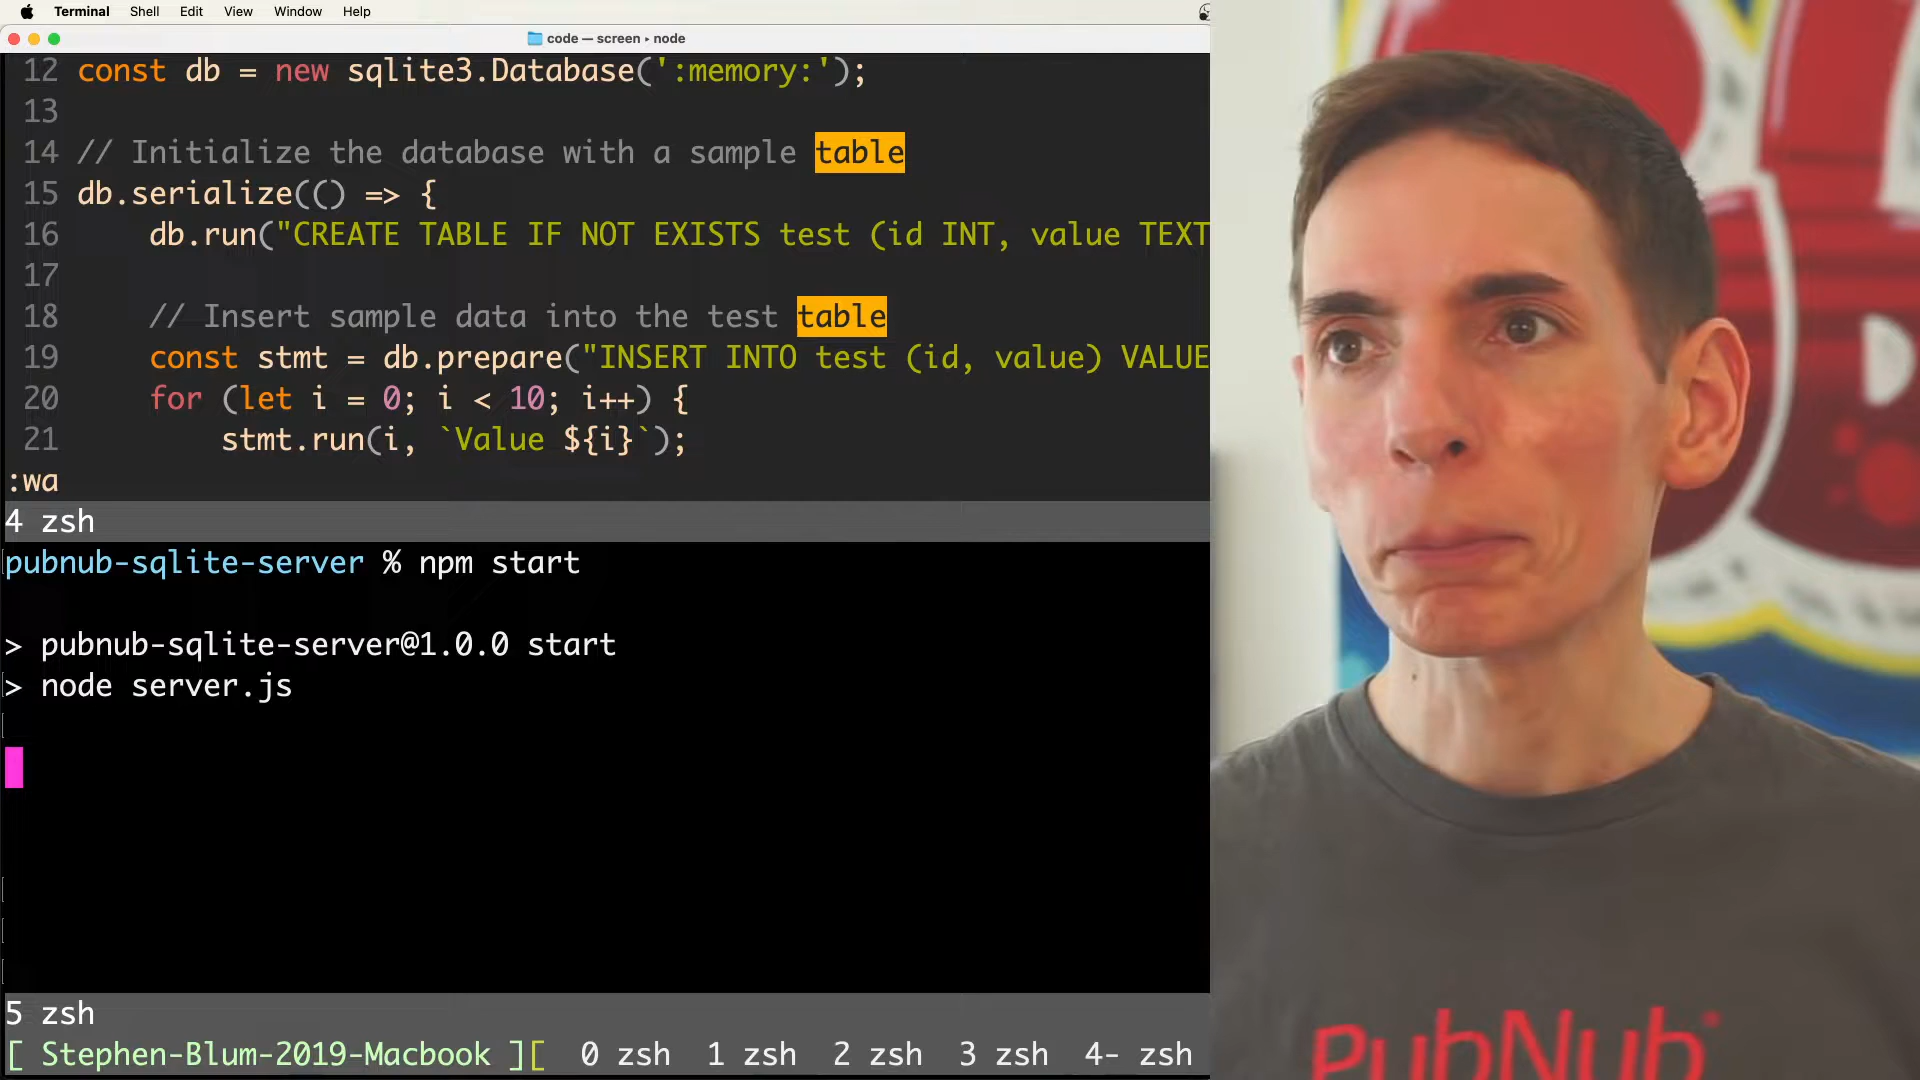 Terminal Shell Edit View Window Help
code — screen ▸ node
12 const db = new sqlite3.Database(':memory:');
13
14 // Initialize the database with a sample table
15 db.serialize(() => {
16 db.run("CREATE TABLE IF NOT EXISTS test (id INT, value TEXT
17
18 // Insert sample data into the test table
19 const stmt = db.prepare("INSERT INTO test (id, value) VALUE
20 for (let i = 0; i < 10; i++) {
21 stmt.run(i, `Value ${i}`);
:wa
4 zsh
pubnub-sqlite-server % npm start
> pubnub-sqlite-server@1.0.0 start
> node server.js
5 zsh
[ Stephen-Blum-2019-Macbook ][ 0 zsh 1 zsh 2 zsh 3 zsh 4- zsh
PubNub